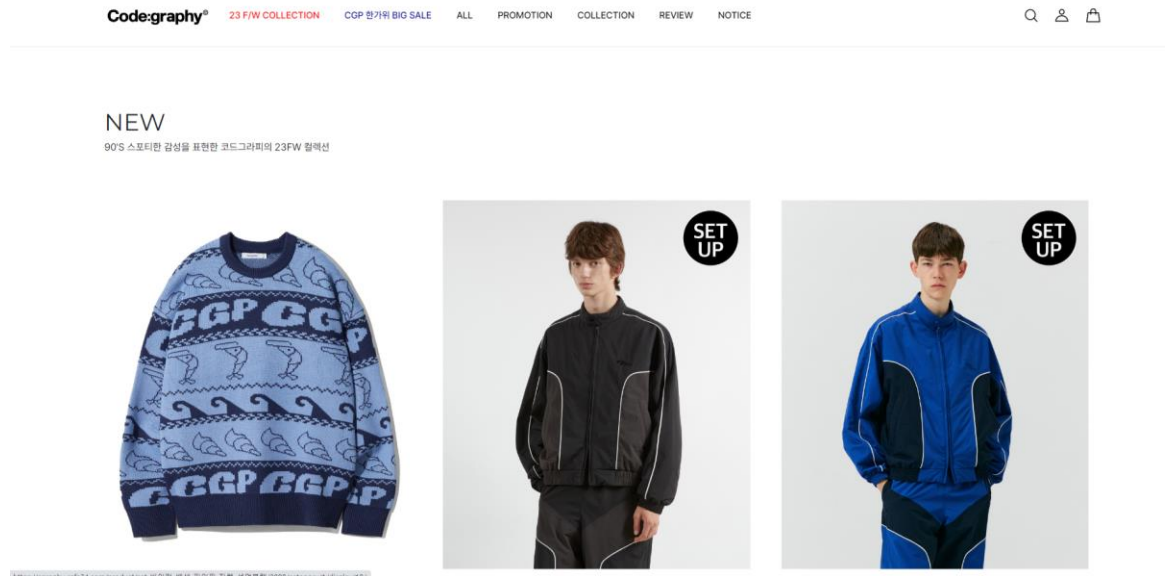 Code:graphy® 23 F/W COLLECTION CGP 한가위 BIG SALE ALL PROMOTION COLLECTION REVIEW NOTICE
NEW
90'S 스포티한 감성을 표현한 코드그라피의 23FW 컬렉션
SET
UP
SET
UP
CGP CG
CGP CGP